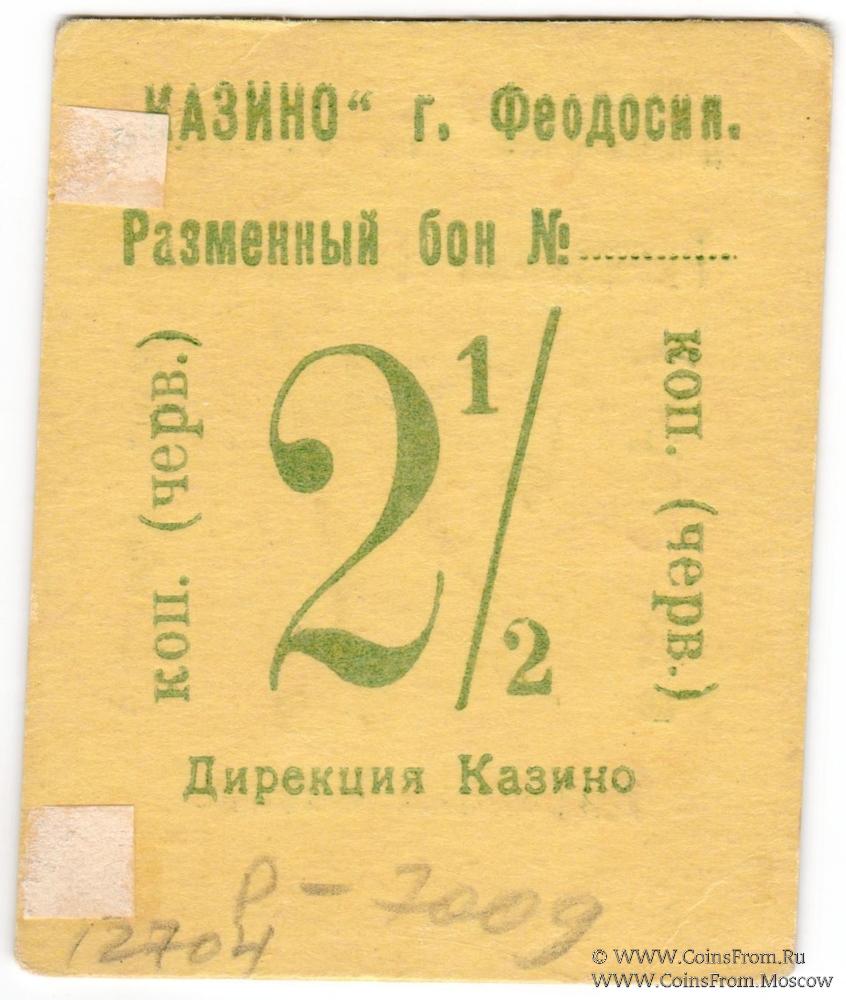 КАЗИНО“ г. Феодосия.
Разменный бон №
коп. (черв.)
2 1/2
коп. (черв.)
Дирекция Казино
Р - 7009
12704
© WWW.CoinsFrom.Ru
WWW.CoinsFrom.Moscow